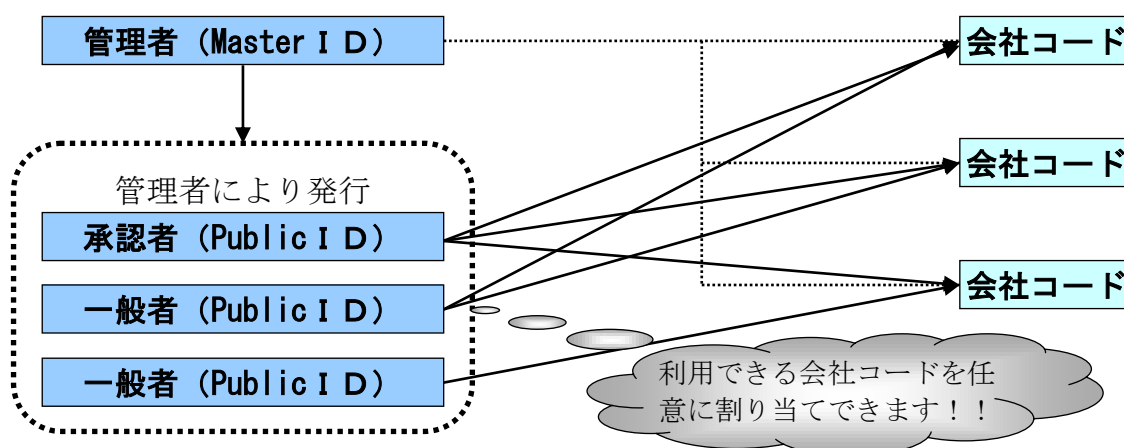 管理者（MasterＩＤ）
会社コード
会社コード
管理者により発行
承認者（PublicＩＤ）
会社コード
一般者（PublicＩＤ）
一般者（PublicＩＤ）
利用できる会社コードを任
意に割り当てできます！！